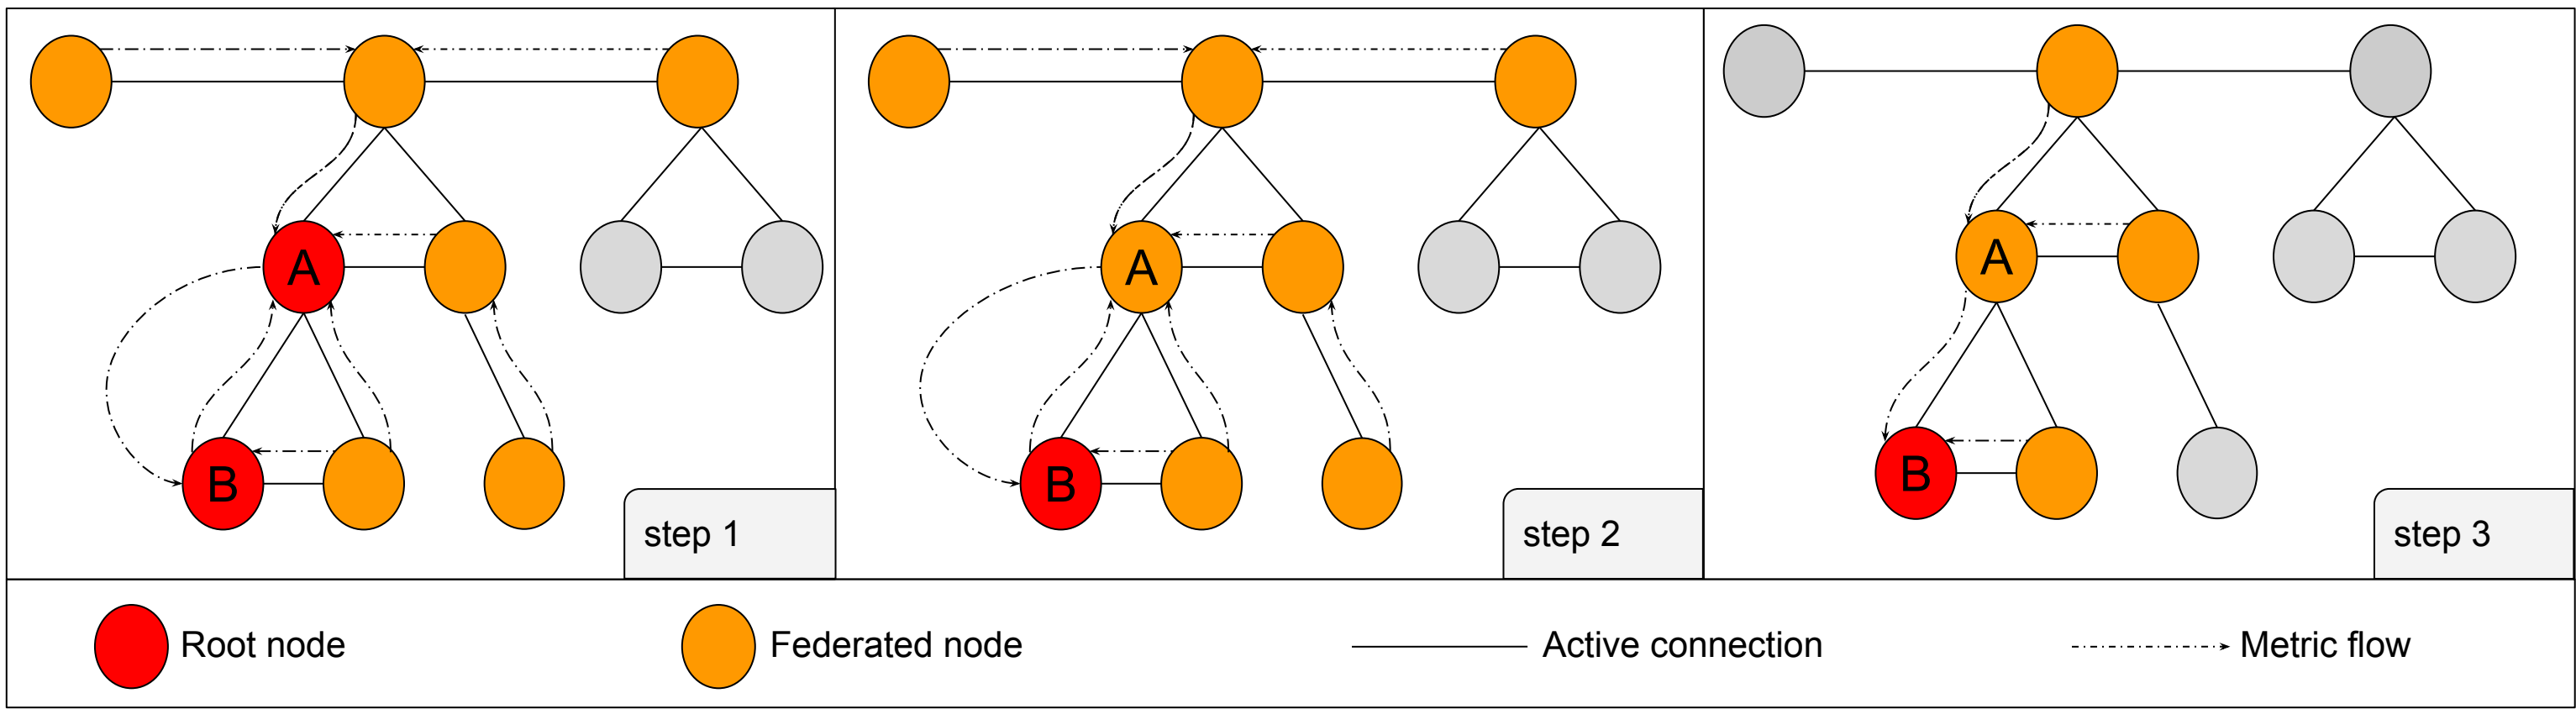 A
B
step 1
A
B
step 2
A
B
step 3
Root node
Federated node
Active connection
Metric flow